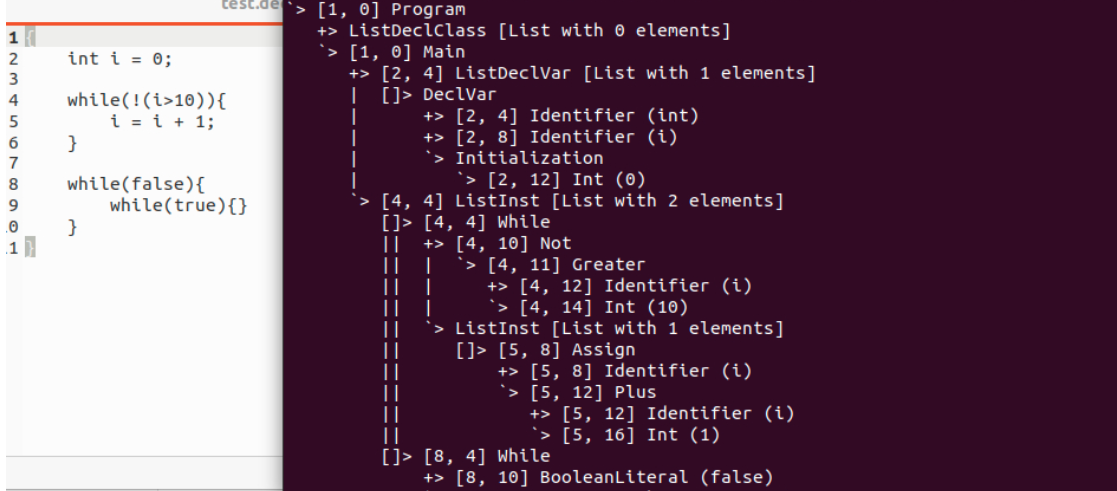 test.dec
1 {
2     int i = 0;
3
4     while(!(i>10)){
5         i = i + 1;
6     }
7
8     while(false){
9         while(true){}
.0     }
.1 }
`> [1, 0] Program
   +> ListDeclClass [List with 0 elements]
   `> [1, 0] Main
      +> [2, 4] ListDeclVar [List with 1 elements]
      |  []> DeclVar
      |      +> [2, 4] Identifier (int)
      |      +> [2, 8] Identifier (i)
      |      `> Initialization
      |         `> [2, 12] Int (0)
      `> [4, 4] ListInst [List with 2 elements]
         []> [4, 4] While
         ||  +> [4, 10] Not
         ||  |  `> [4, 11] Greater
         ||  |     +> [4, 12] Identifier (i)
         ||  |     `> [4, 14] Int (10)
         ||  `> ListInst [List with 1 elements]
         ||     []> [5, 8] Assign
         ||         +> [5, 8] Identifier (i)
         ||         `> [5, 12] Plus
         ||            +> [5, 12] Identifier (i)
         ||            `> [5, 16] Int (1)
         []> [8, 4] While
             +> [8, 10] BooleanLiteral (false)